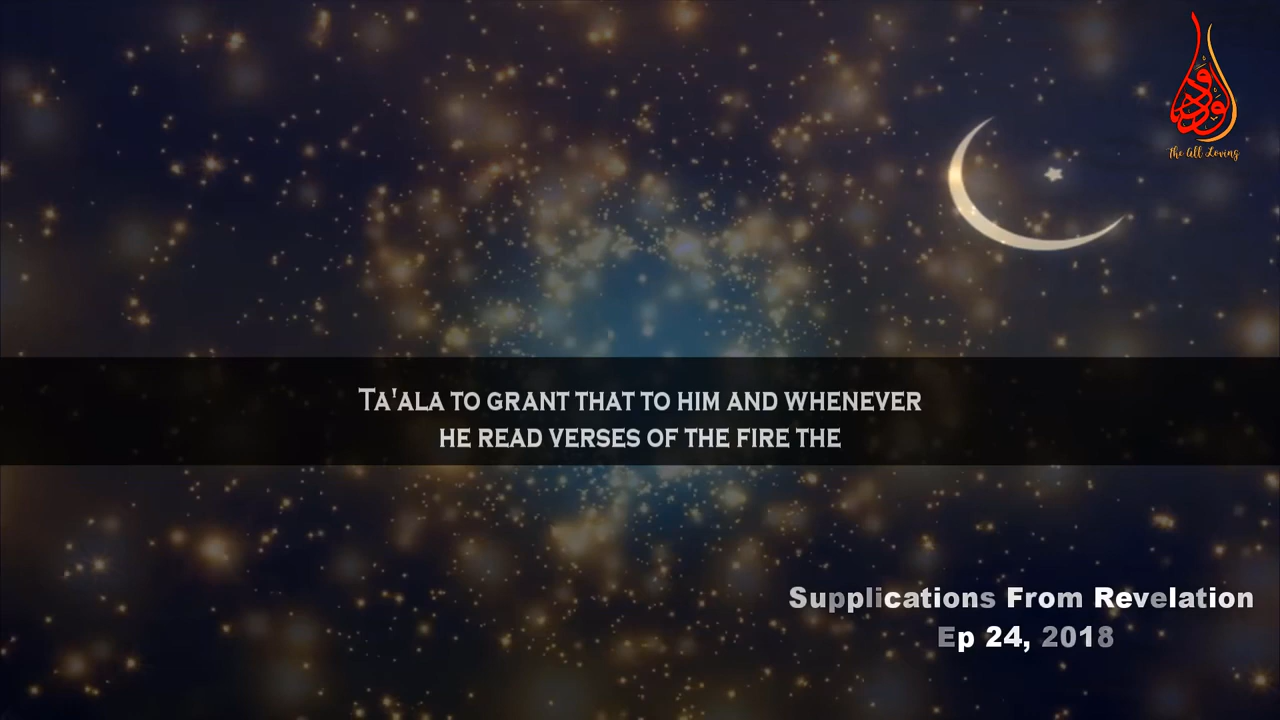 الودود
The All Loving
TA'ALA TO GRANT THAT TO HIM AND WHENEVER
HE READ VERSES OF THE FIRE THE
Supplications From Revelation
Ep 24, 2018